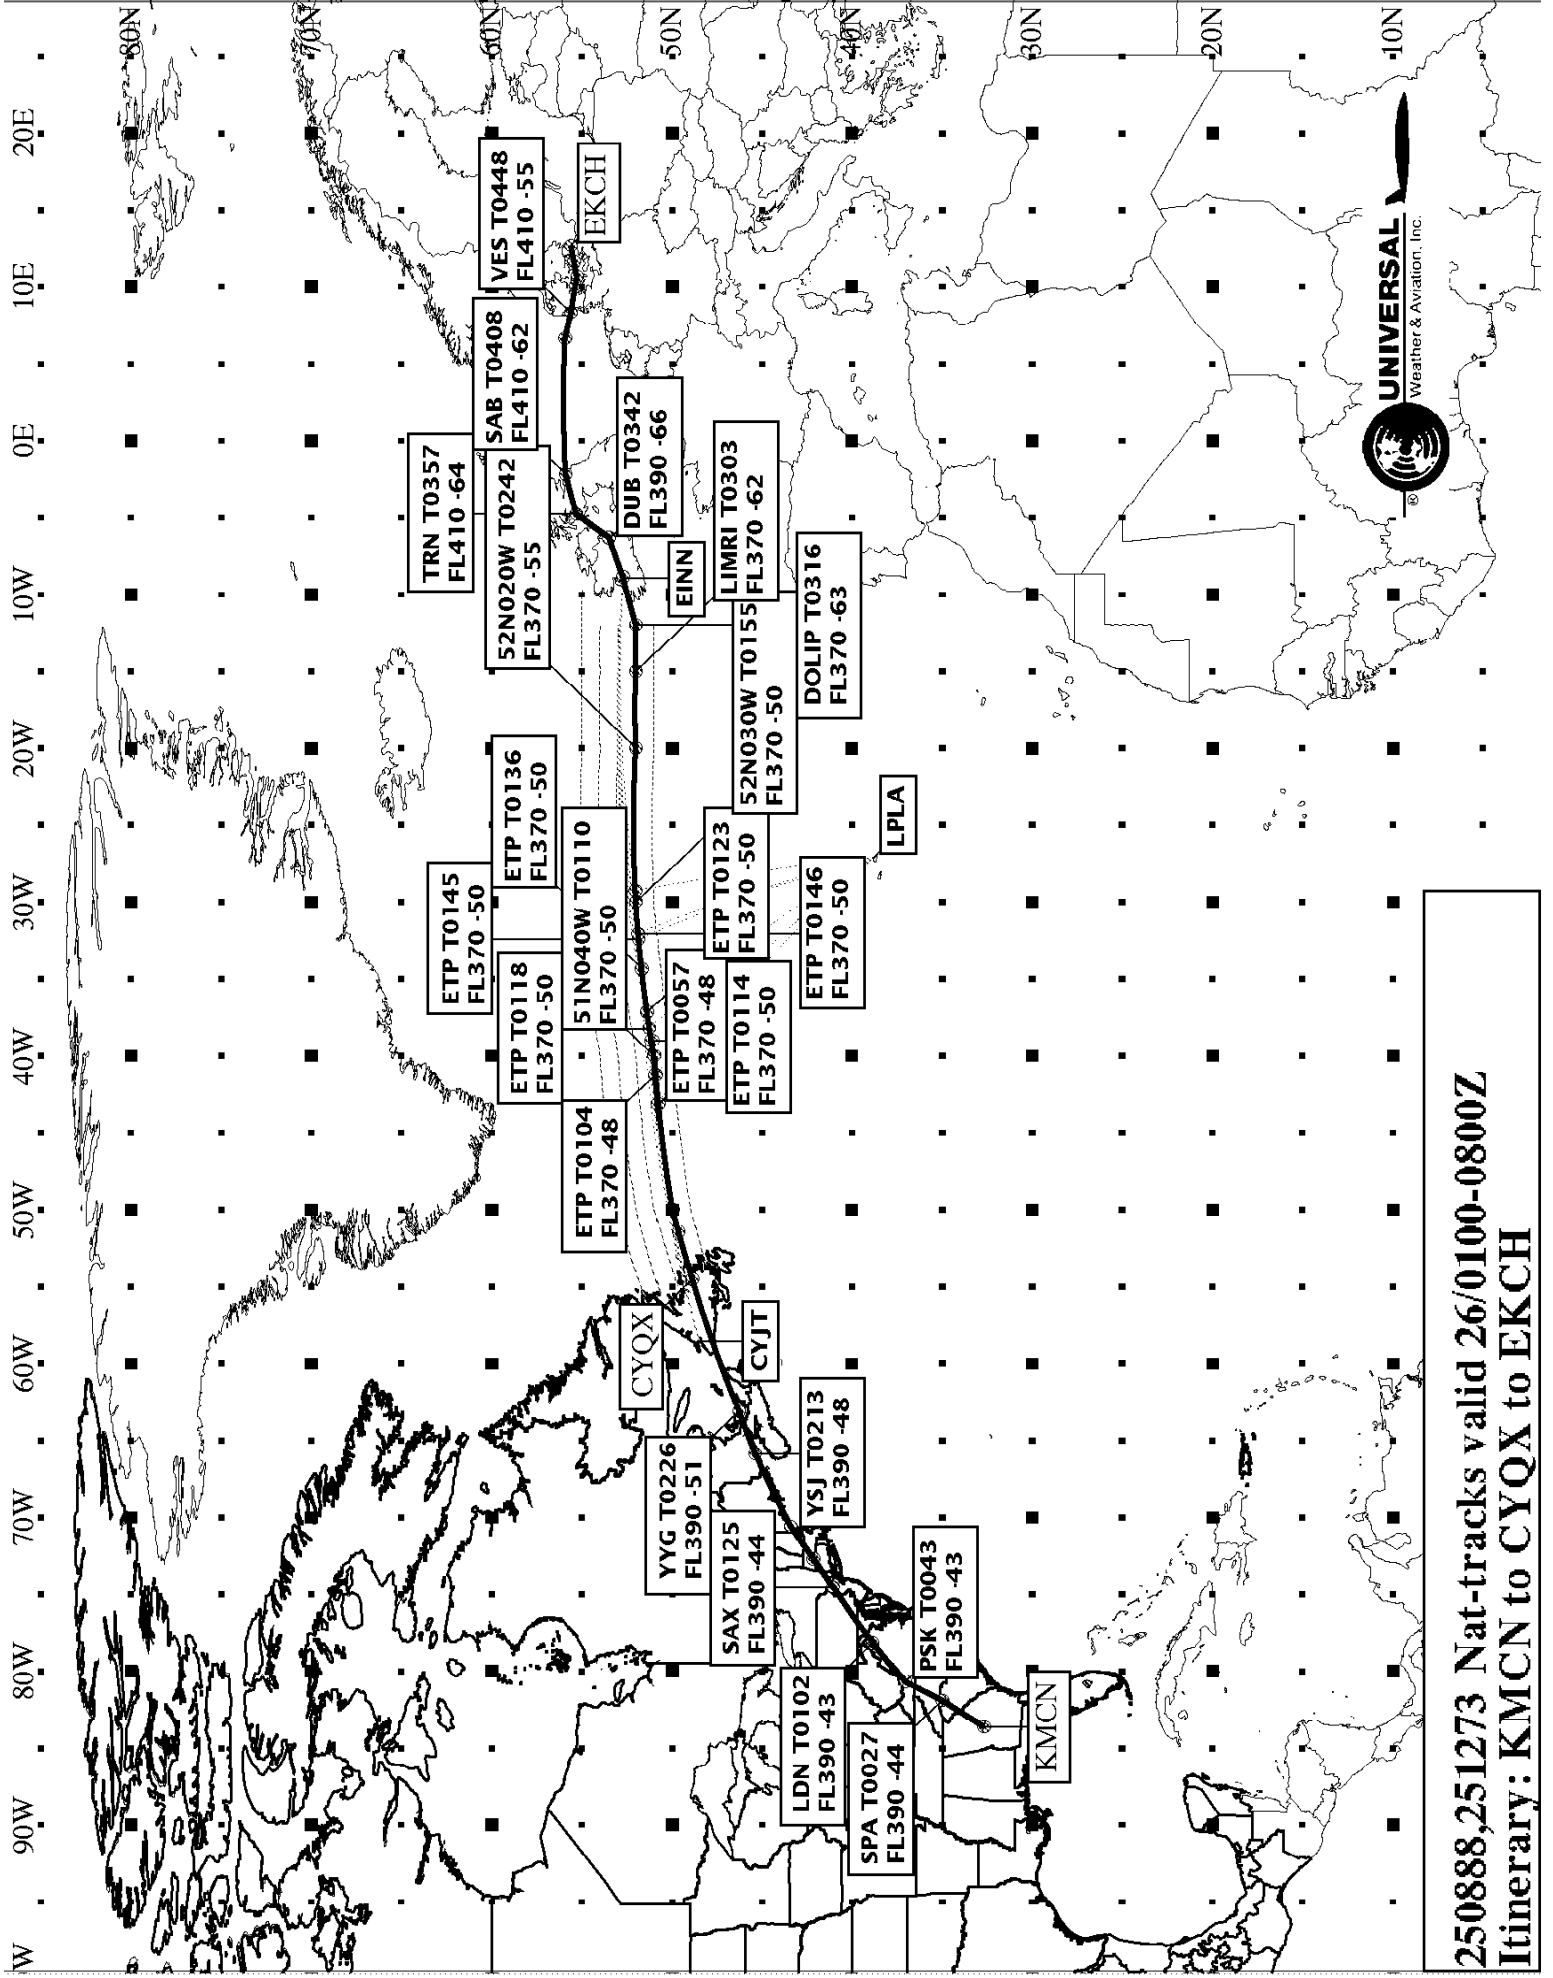 W
90W
80W
70W
60W
50W
40W
30W
20W
10W
0E
10E
20E
80N
70N
60N
50N
40N
30N
20N
10N
TRN T0357
FL410 -64
SAB T0408
FL410 -62
VES T0448
FL410 -55
EKCH
52N020W T0242
FL370 -55
DUB T0342
FL390 -66
EINN
LIMRI T0303
FL370 -62
DOLIP T0316
FL370 -63
52N030W T0155
FL370 -50
ETP T0145
FL370 -50
ETP T0136
FL370 -50
ETP T0118
FL370 -50
51N040W T0110
FL370 -50
ETP T0123
FL370 -50
ETP T0146
FL370 -50
LPLA
ETP T0104
FL370 -48
ETP T0057
FL370 -48
ETP T0114
FL370 -50
CYQX
CYJT
YYG T0226
FL390 -51
YSJ T0213
FL390 -48
SAX T0125
FL390 -44
PSK T0043
FL390 -43
LDN T0102
FL390 -43
SPA T0027
FL390 -44
KMCN
UNIVERSAL
®
Weather & Aviation, Inc.
250888,251273 Nat-tracks valid 26/0100-0800Z
Itinerary: KMCN to CYQX to EKCH